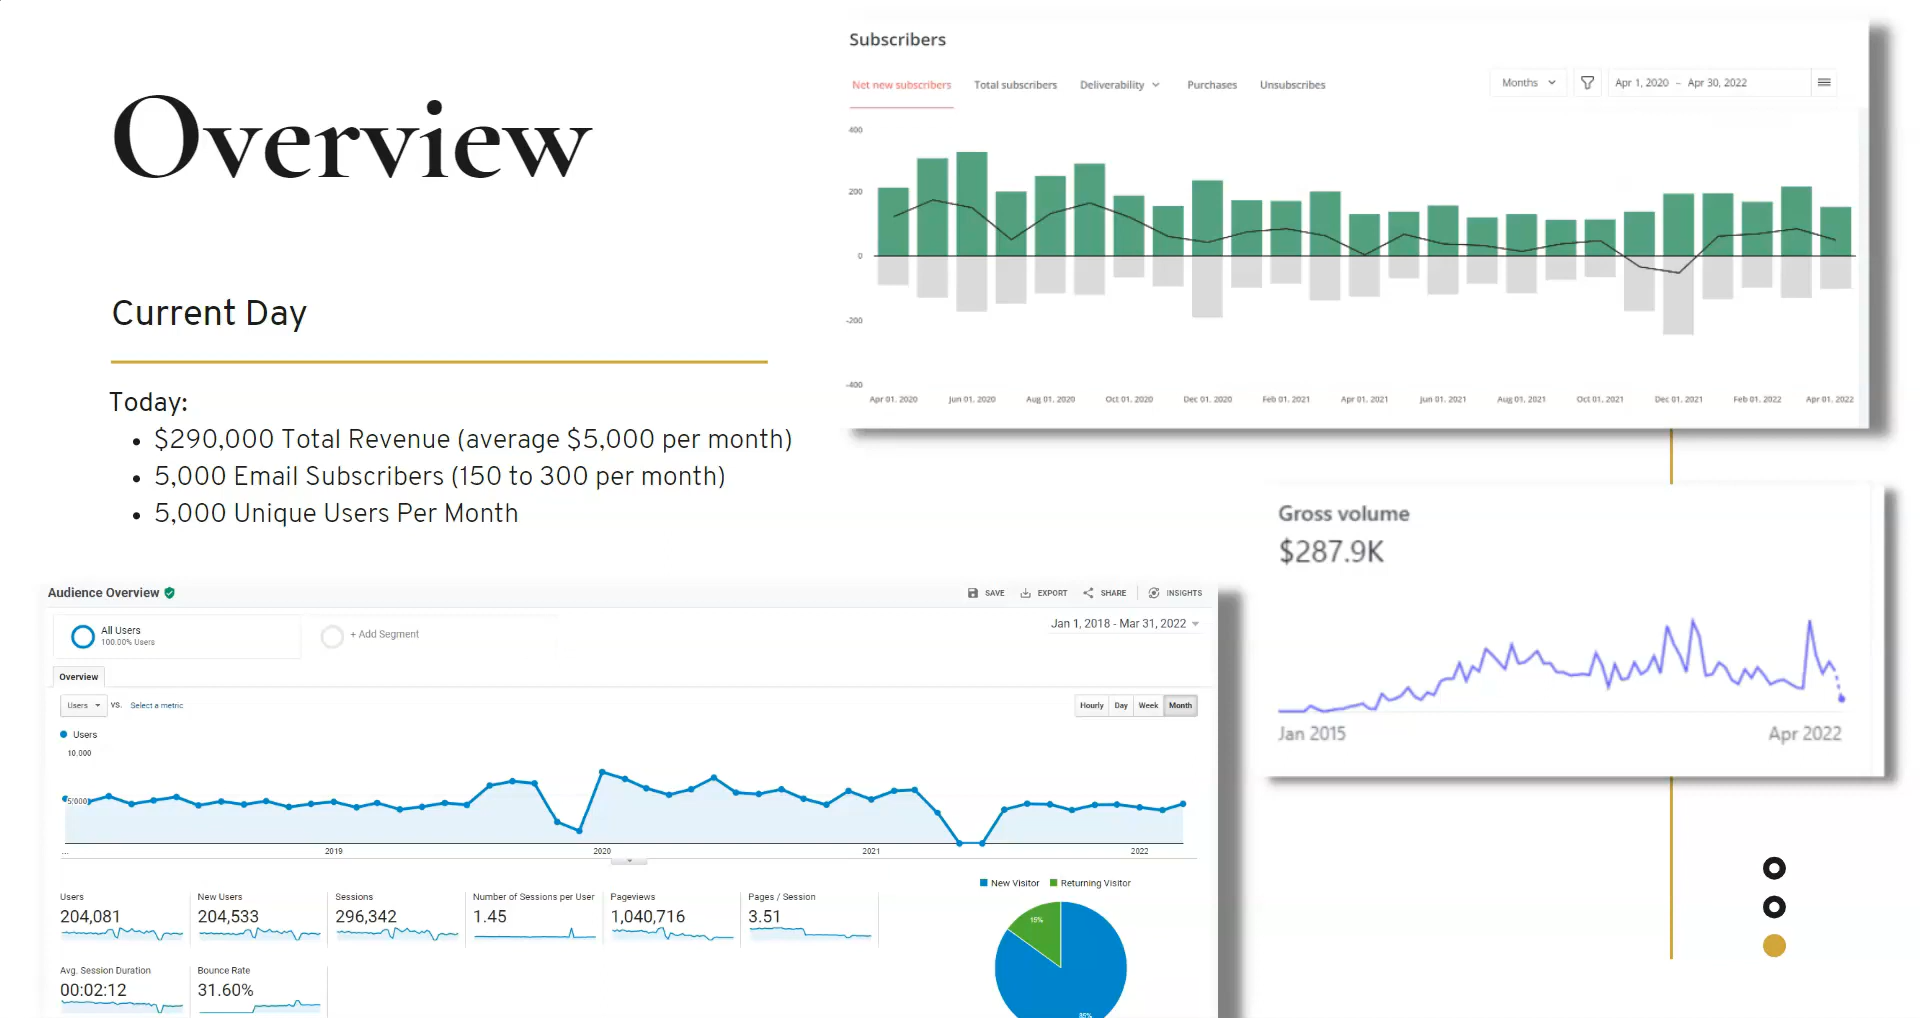 Overview
Current Day
Today:
• $290,000 Total Revenue (average $5,000 per month)
• 5,000 Email Subscribers (150 to 300 per month)
• 5,000 Unique Users Per Month
Subscribers
Net new subscribers Total subscribers Deliverability Purchases Unsubscribes Months Apr 1, 2020 – Apr 30, 2022
400
200
0
-200
-400
Apr 01, 2020 Jun 01, 2020 Aug 01, 2020 Oct 01, 2020 Dec 01, 2020 Feb 01, 2021 Apr 01, 2021 Jun 01, 2021 Aug 01, 2021 Oct 01, 2021 Dec 01, 2021 Feb 01, 2022 Apr 01, 2022
Gross volume
$287.9K
Jan 2015 Apr 2022
Audience Overview SAVE EXPORT SHARE INSIGHTS
All Users
100.00% Users
+ Add Segment
Jan 1, 2018 - Mar 31, 2022
Overview
Users VS. Select a metric Hourly Day Week Month
Users
10,000
5,000
... 2019 2020 2021 2022
New Visitor Returning Visitor
Users New Users Sessions Number of Sessions per User Pageviews Pages / Session
204,081 204,533 296,342 1.45 1,040,716 3.51
15%
Avg. Session Duration Bounce Rate
00:02:12 31.60%
85%